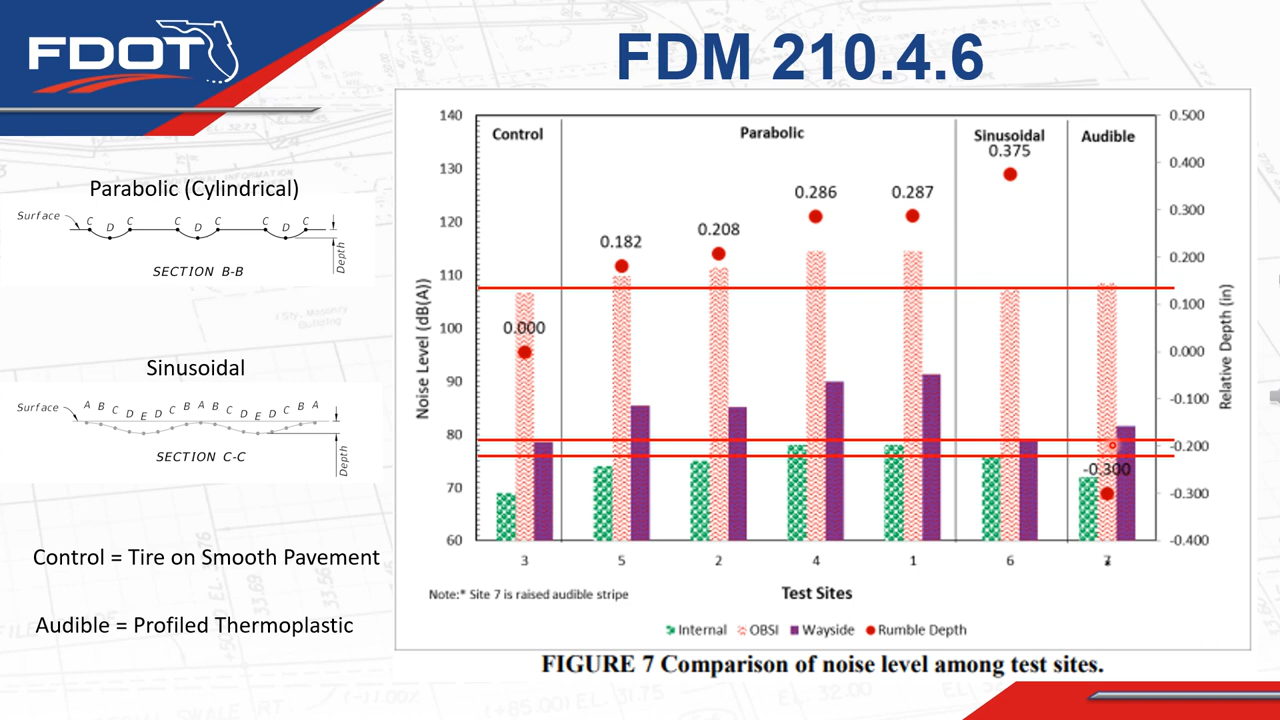 FDOT
FDM 210.4.6
Parabolic (Cylindrical)
Surface
C D C C D C C D C
Depth
SECTION B-B
Sinusoidal
Surface
A B C D E D C B A B C D E D C B A
Depth
SECTION C-C
Control = Tire on Smooth Pavement
Audible = Profiled Thermoplastic
Noise Level (dB(A))
140
130
120
110
100
90
80
70
60
Control
Parabolic
Sinusoidal
Audible
0.000
0.182
0.208
0.286
0.287
0.375
-0.300
0.500
0.400
0.300
0.200
0.100
0.000
-0.100
-0.200
-0.300
-0.400
Relative Depth (in)
3 5 2 4 1 6 7
Test Sites
Note:* Site 7 is raised audible stripe
Internal OBSI Wayside Rumble Depth
FIGURE 7 Comparison of noise level among test sites.